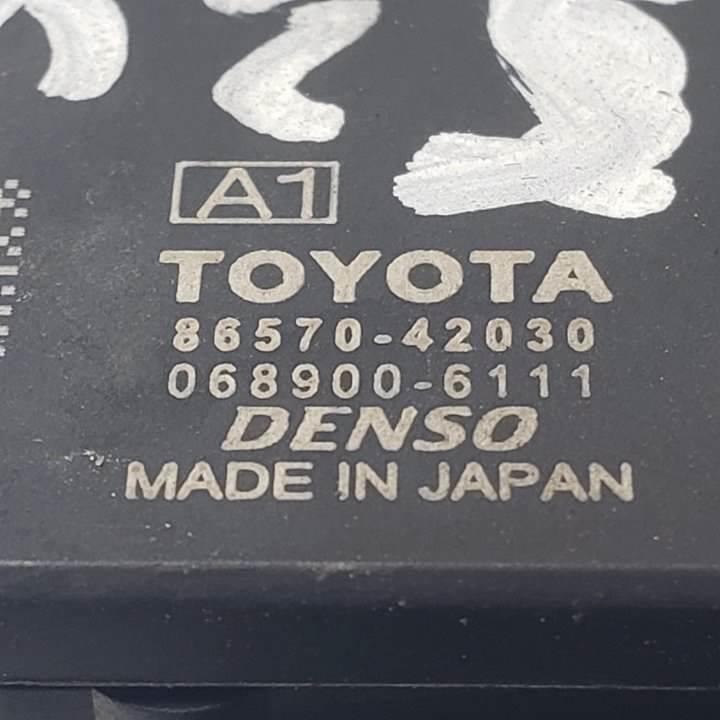 A1
TOYOTA
86570-42030
068900-6111
DENSO
MADE IN JAPAN